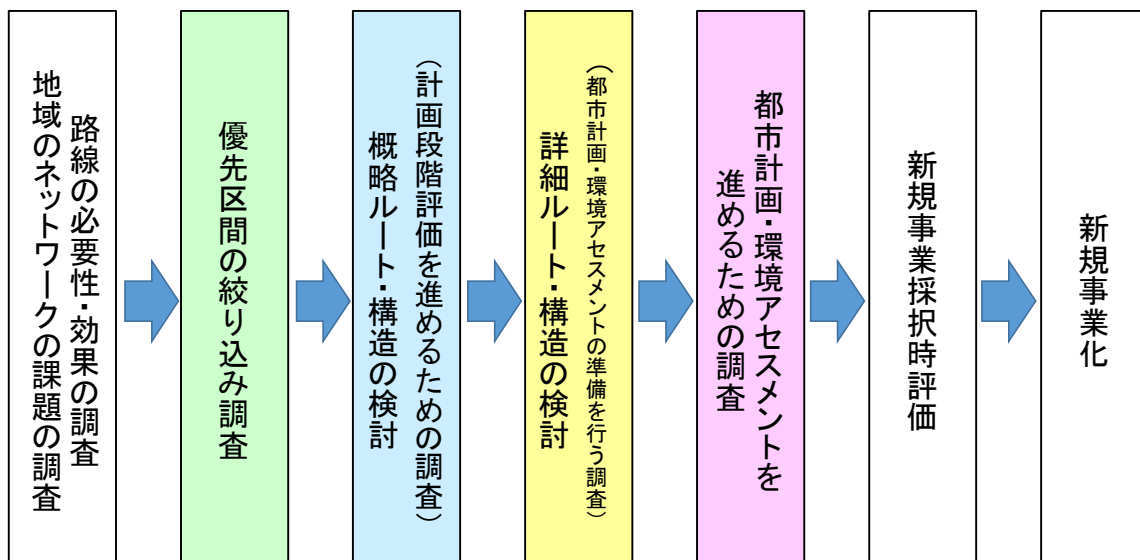 路線の必要性・効果の調査
地域のネットワークの課題の調査
優先区間の絞り込み調査
（計画段階評価を進めるための調査）
概略ルート・構造の検討
（都市計画・環境アセスメントの準備を行う調査）
詳細ルート・構造の検討
都市計画・環境アセスメントを
進めるための調査
新規事業採択時評価
新規事業化